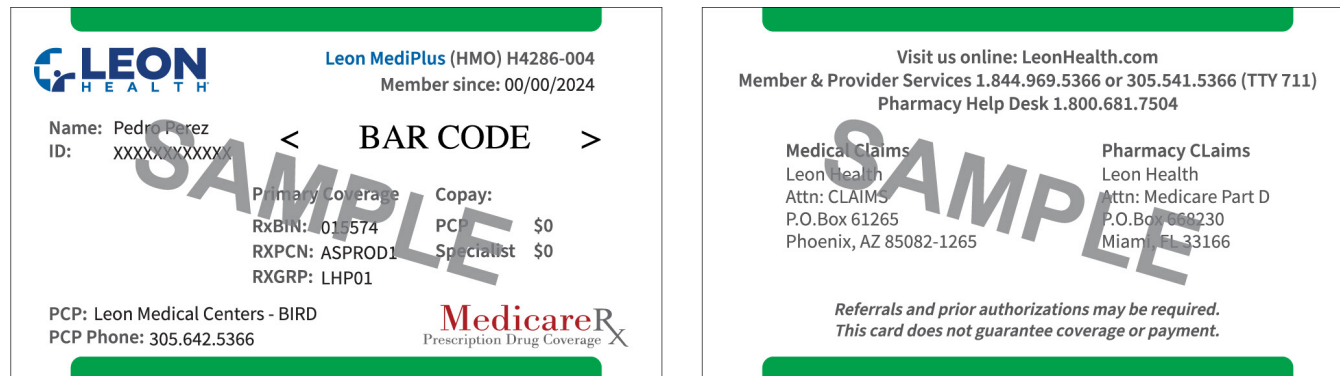 LEON
HEALTH
Leon MediPlus (HMO) H4286-004
Member since: 00/00/2024
Name: Pedro Perez
ID: XXXXXXXXXXXX
< BAR CODE >
SAMPLE
Primary Coverage Copay:
RxBIN: 015574 PCP $0
RXPCN: ASPROD1 Specialist $0
RXGRP: LHP01
PCP: Leon Medical Centers - BIRD
PCP Phone: 305.642.5366
MedicareRx
Prescription Drug Coverage
Visit us online: LeonHealth.com
Member & Provider Services 1.844.969.5366 or 305.541.5366 (TTY 711)
Pharmacy Help Desk 1.800.681.7504
SAMPLE
Medical Claims
Leon Health
Attn: CLAIMS
P.O.Box 61265
Phoenix, AZ 85082-1265
Pharmacy CLaims
Leon Health
Attn: Medicare Part D
P.O.Box 668230
Miami, FL 33166
Referrals and prior authorizations may be required.
This card does not guarantee coverage or payment.